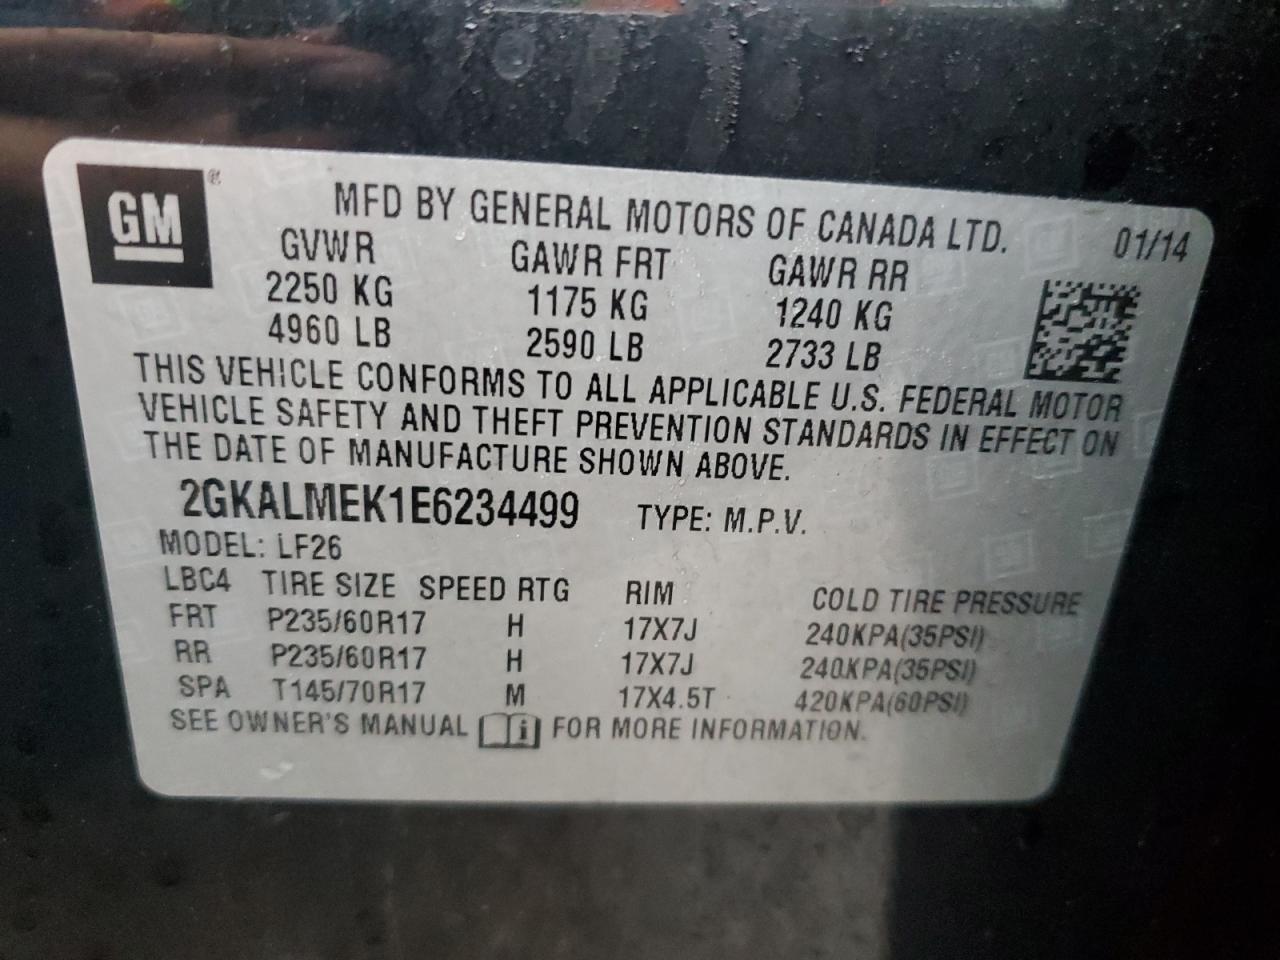 GM ®
MFD BY GENERAL MOTORS OF CANADA LTD. 01/14
GVWR GAWR FRT GAWR RR
2250 KG 1175 KG 1240 KG
4960 LB 2590 LB 2733 LB
THIS VEHICLE CONFORMS TO ALL APPLICABLE U.S. FEDERAL MOTOR
VEHICLE SAFETY AND THEFT PREVENTION STANDARDS IN EFFECT ON
THE DATE OF MANUFACTURE SHOWN ABOVE.
2GKALMEK1E6234499 TYPE: M.P.V.
MODEL: LF26
LBC4 TIRE SIZE SPEED RTG RIM COLD TIRE PRESSURE
FRT P235/60R17 H 17X7J 240KPA(35PSI)
RR P235/60R17 H 17X7J 240KPA(35PSI)
SPA T145/70R17 M 17X4.5T 420KPA(60PSI)
SEE OWNER'S MANUAL i FOR MORE INFORMATION.